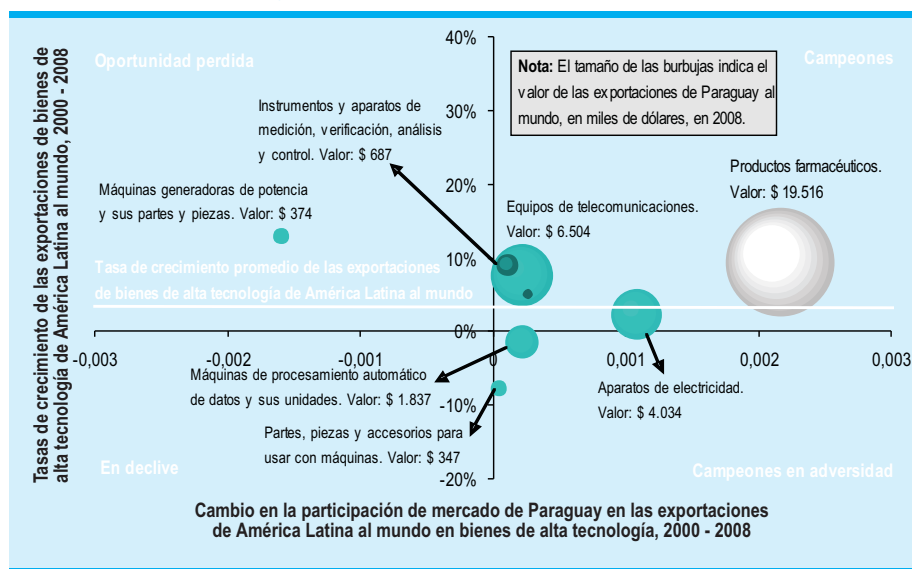 Tasas de crecimiento de las exportaciones de bienes de
alta tecnología de América Latina al mundo, 2000 - 2008
40%
30%
20%
10%
0%
-10%
-20%
Oportunidad perdida
Campeones
Nota: El tamaño de las burbujas indica el
valor de las exportaciones de Paraguay al
mundo, en miles de dólares, en 2008.
Instrumentos y aparatos de
medición, verificación, análisis
y control. Valor: $ 687
Máquinas generadoras de potencia
y sus partes y piezas. Valor: $ 374
Equipos de telecomunicaciones.
Valor: $ 6.504
Productos farmacéuticos.
Valor: $ 19.516
Tasa de crecimiento promedio de las exportaciones
de bienes de alta tecnología de América Latina al mundo
-0,003
-0,002
-0,001
0
0,001
0,002
0,003
Máquinas de procesamiento automático
de datos y sus unidades. Valor: $ 1.837
Aparatos de electricidad.
Valor: $ 4.034
Partes, piezas y accesorios para
usar con máquinas. Valor: $ 347
En declive
Campeones en adversidad
Cambio en la participación de mercado de Paraguay en las exportaciones
de América Latina al mundo en bienes de alta tecnología, 2000 - 2008